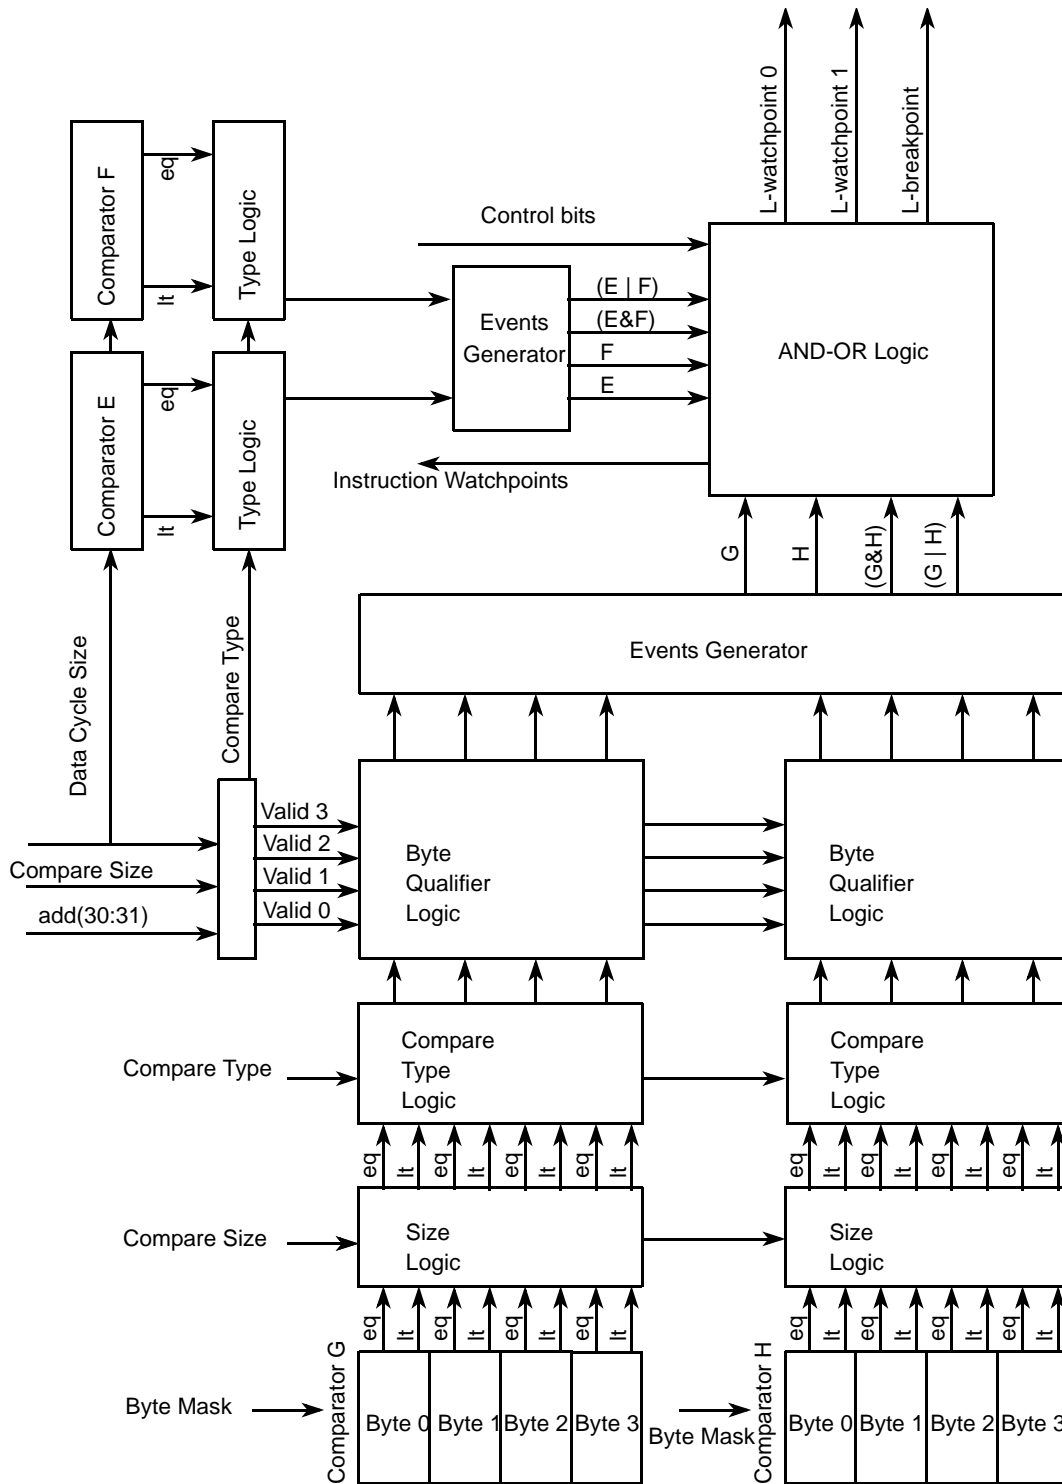 L-watchpoint 0
L-watchpoint 1
L-breakpoint
Comparator F
eq
lt
Type Logic
Control bits
Events
Generator
(E | F)
(E&F)
F
E
AND-OR Logic
Comparator E
eq
lt
Type Logic
Instruction Watchpoints
G
H
(G&H)
(G | H)
Events Generator
Data Cycle Size
Compare Type
Valid 3
Valid 2
Valid 1
Valid 0
Compare Size
add(30:31)
Byte
Qualifier
Logic
Byte
Qualifier
Logic
Compare Type
Compare
Type
Logic
Compare
Type
Logic
eq
lt
eq
lt
eq
lt
eq
lt
eq
lt
eq
lt
eq
lt
eq
lt
Compare Size
Size
Logic
Size
Logic
eq
lt
eq
lt
eq
lt
eq
lt
eq
lt
eq
lt
eq
lt
eq
lt
Byte Mask
Comparator G
Byte 0
Byte 1
Byte 2
Byte 3
Byte Mask
Comparator H
Byte 0
Byte 1
Byte 2
Byte 3